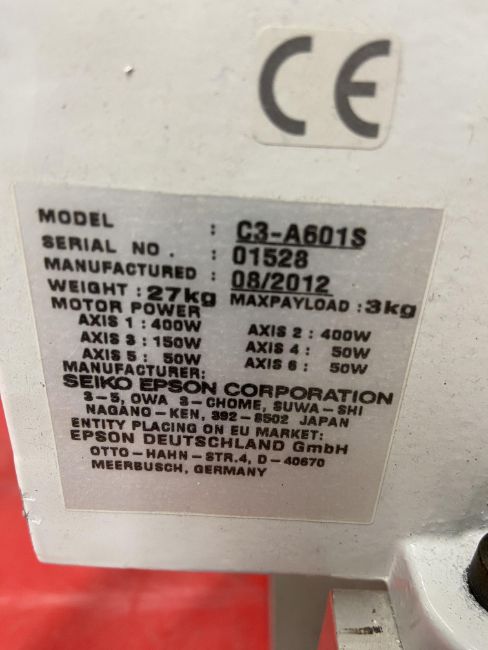 CE
MODEL : C3-A601S
SERIAL NO. : 01528
MANUFACTURED : 08/2012
WEIGHT : 27kg MAXPAYLOAD : 3kg
MOTOR POWER
AXIS 1 : 400W AXIS 2 : 400W
AXIS 3 : 150W AXIS 4 : 50W
AXIS 5 : 50W AXIS 6 : 50W
MANUFACTURER:
SEIKO EPSON CORPORATION
3-5, OWA 3-CHOME, SUWA-SHI
NAGANO-KEN, 392-8502 JAPAN
ENTITY PLACING ON EU MARKET:
EPSON DEUTSCHLAND GmbH
OTTO-HAHN-STR.4, D-40670
MEERBUSCH, GERMANY